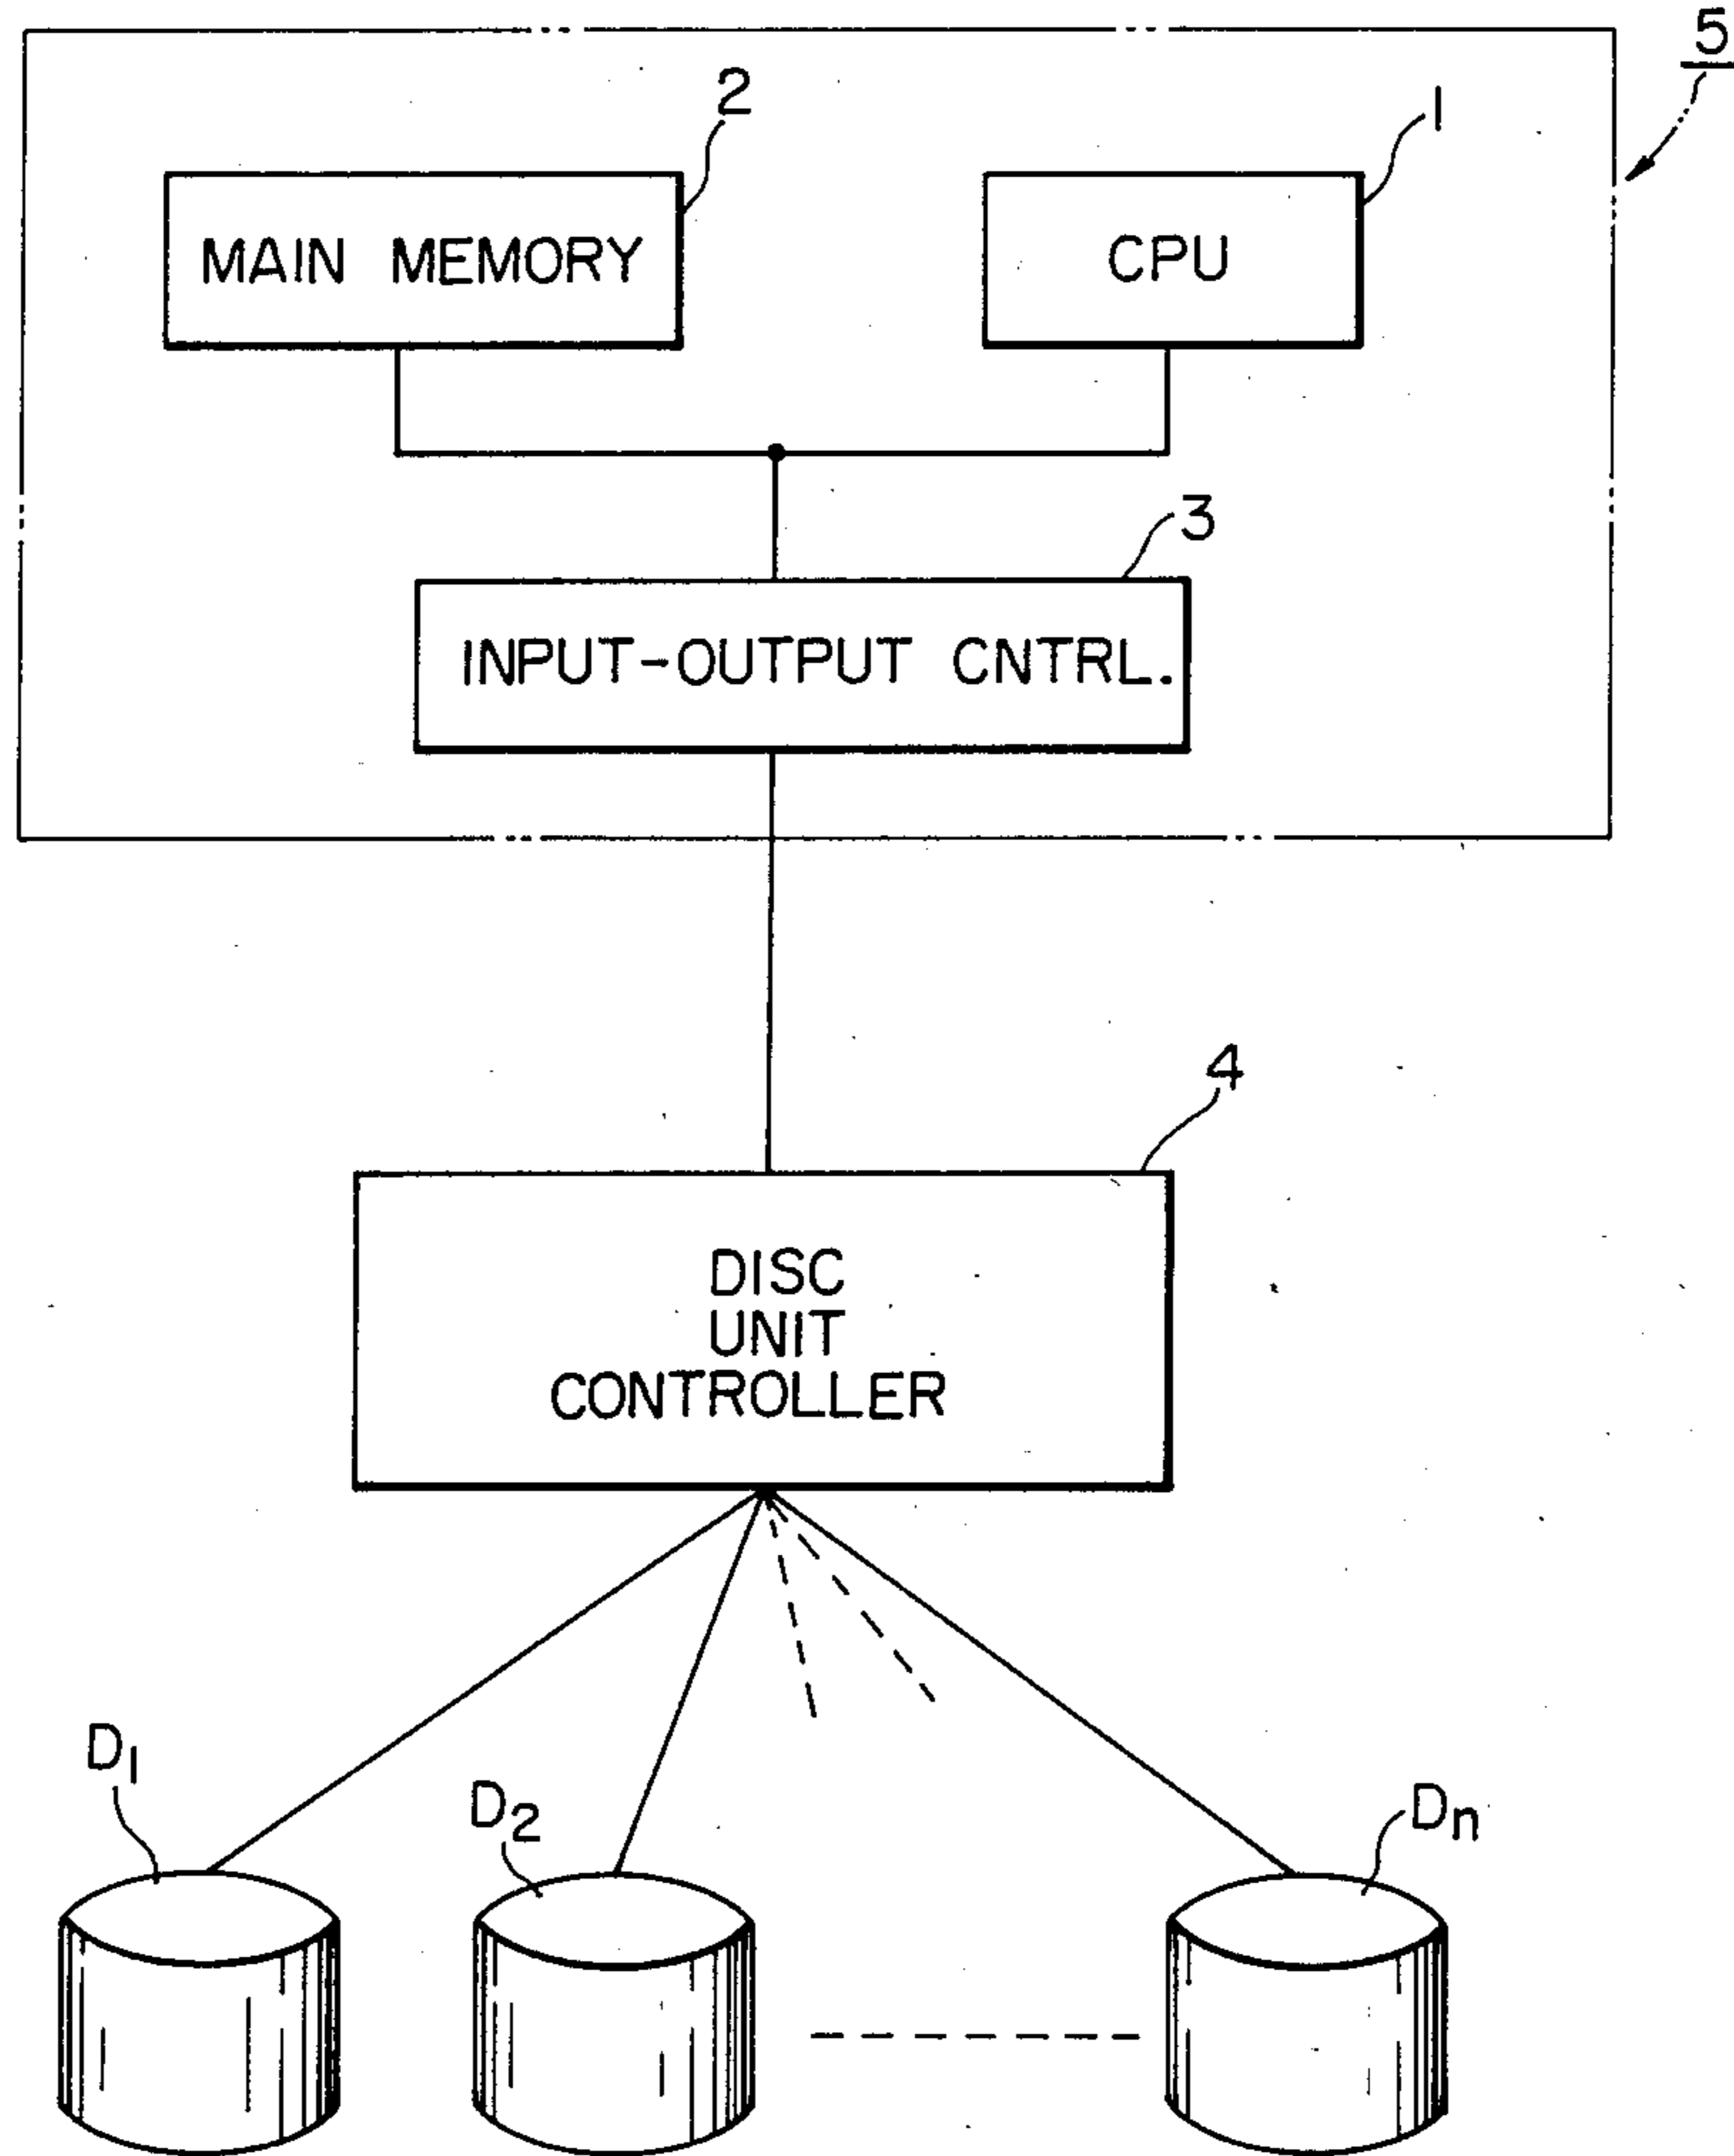 5
2
1
MAIN MEMORY
CPU
3
INPUT-OUTPUT CNTRL.
4
DISC
UNIT
CONTROLLER
D1
D2
Dn